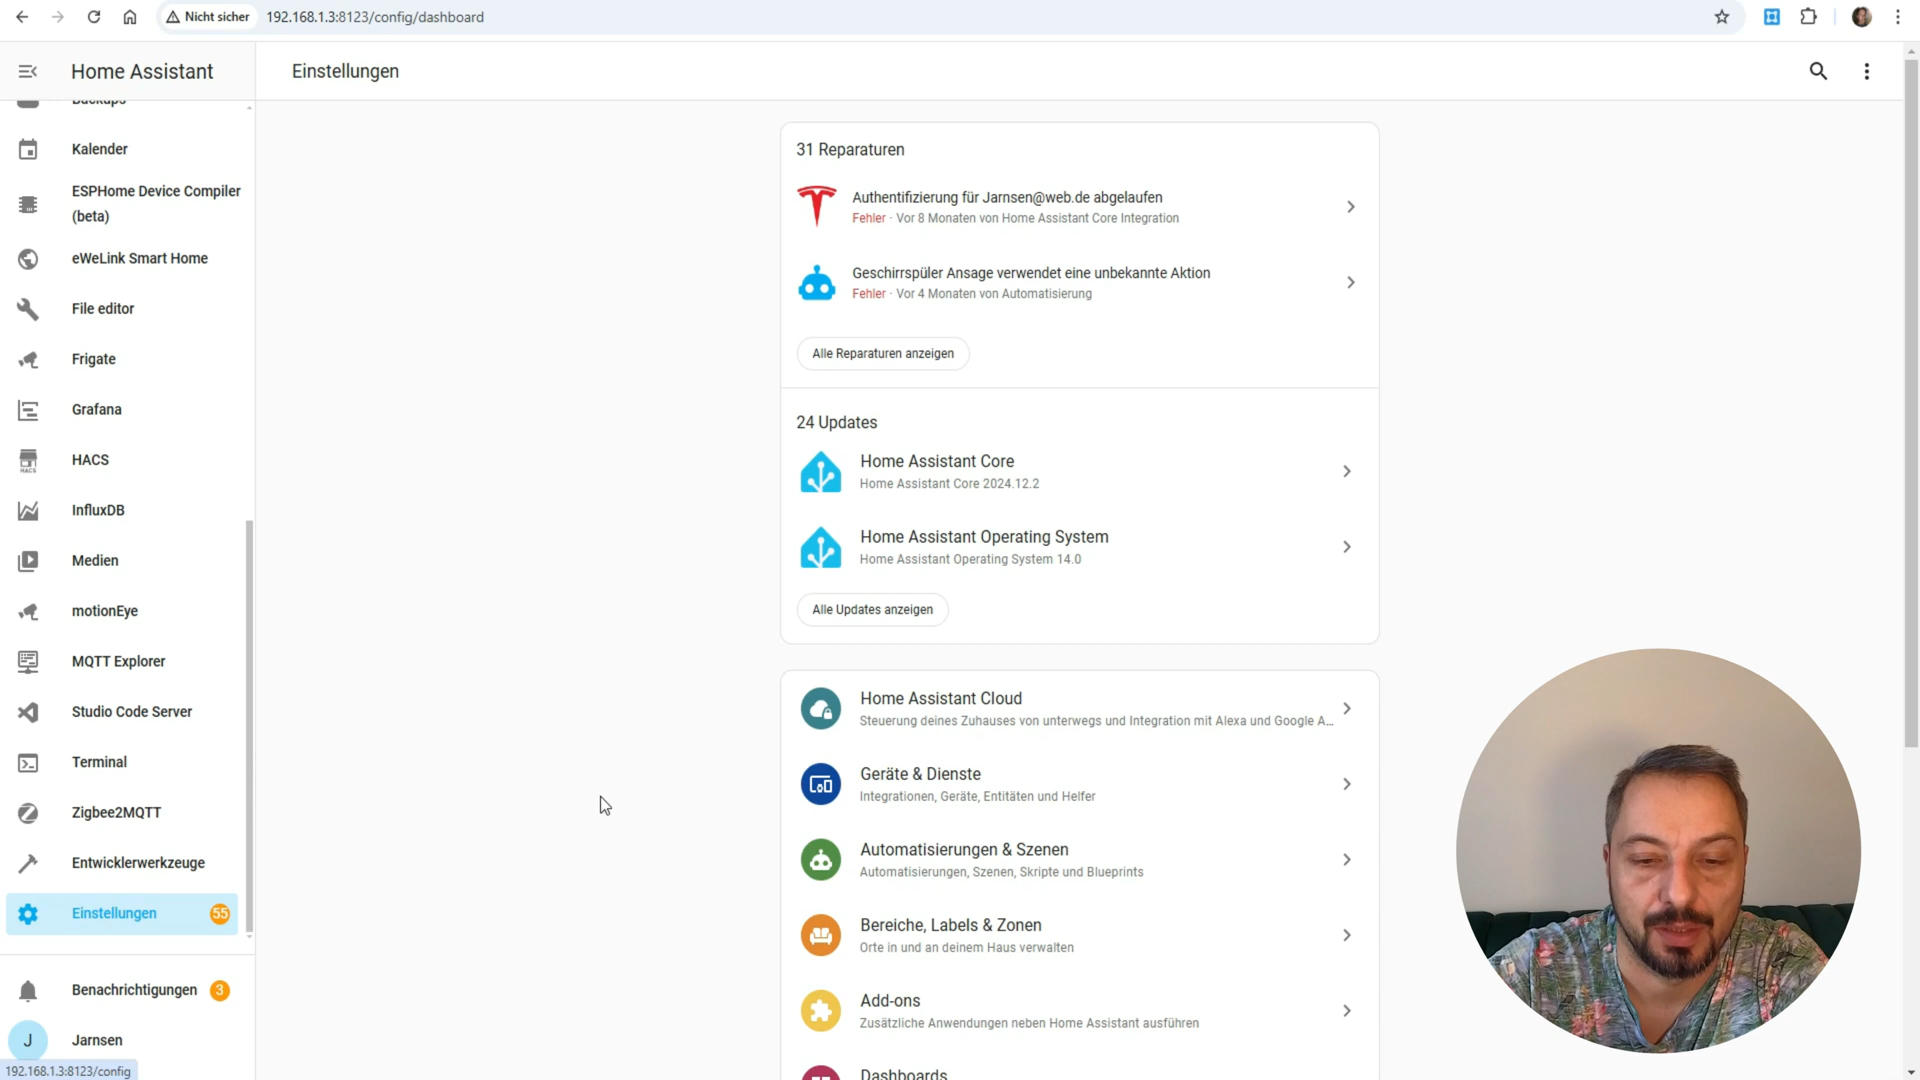 Nicht sicher
192.168.1.3:8123/config/dashboard
Home Assistant
Einstellungen
Backups
Kalender
ESPHome Device Compiler
(beta)
eWeLink Smart Home
File editor
Frigate
Grafana
HACS
HACS
InfluxDB
Medien
motionEye
MQTT Explorer
Studio Code Server
Terminal
Zigbee2MQTT
Entwicklerwerkzeuge
Einstellungen 55
Benachrichtigungen 3
J Jarnsen
192.168.1.3:8123/config
31 Reparaturen
Authentifizierung für Jarnsen@web.de abgelaufen
Fehler · Vor 8 Monaten von Home Assistant Core Integration
Geschirrspüler Ansage verwendet eine unbekannte Aktion
Fehler · Vor 4 Monaten von Automatisierung
Alle Reparaturen anzeigen
24 Updates
Home Assistant Core
Home Assistant Core 2024.12.2
Home Assistant Operating System
Home Assistant Operating System 14.0
Alle Updates anzeigen
Home Assistant Cloud
Steuerung deines Zuhauses von unterwegs und Integration mit Alexa und Google A...
Geräte & Dienste
Integrationen, Geräte, Entitäten und Helfer
Automatisierungen & Szenen
Automatisierungen, Szenen, Skripte und Blueprints
Bereiche, Labels & Zonen
Orte in und an deinem Haus verwalten
Add-ons
Zusätzliche Anwendungen neben Home Assistant ausführen
Dashboards